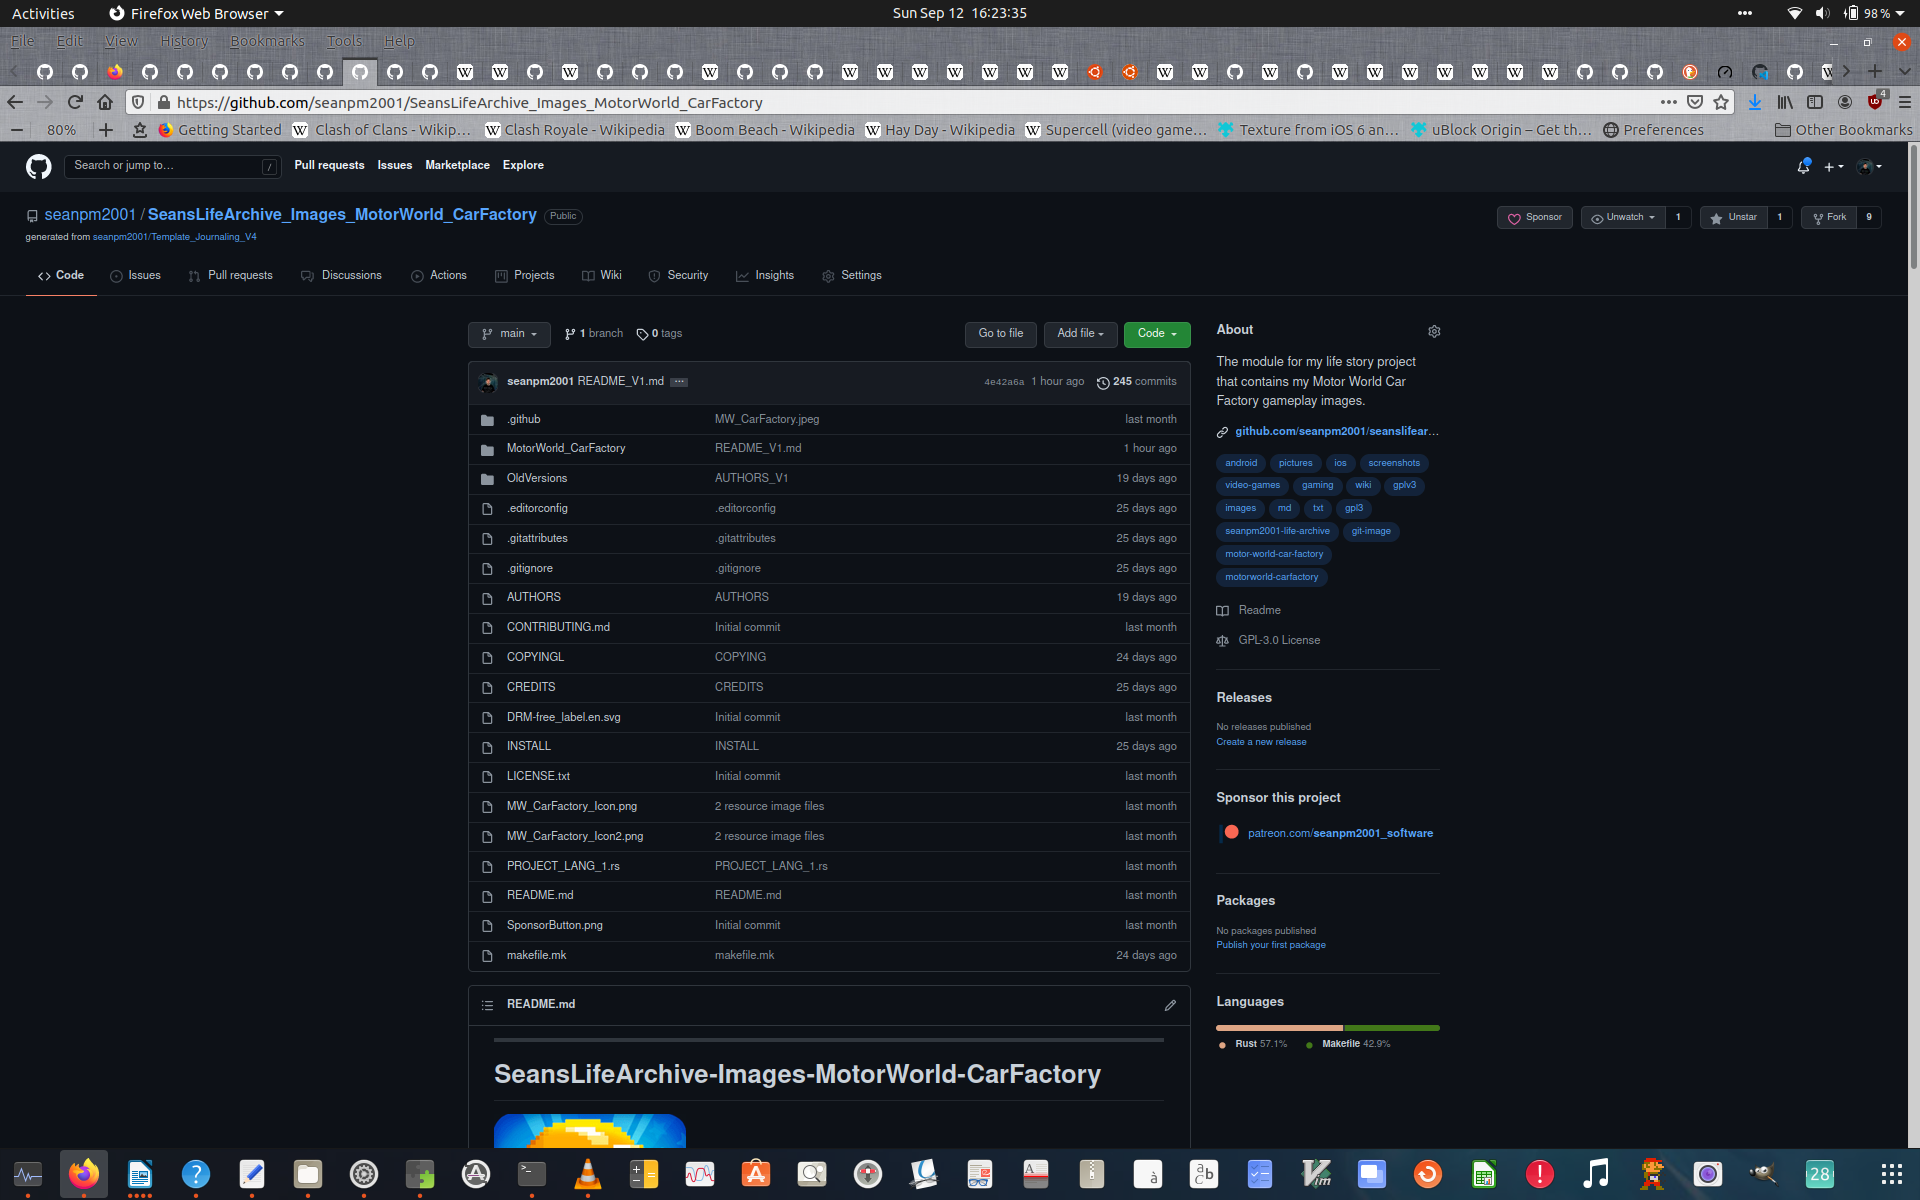 Activities Firefox Web Browser Sun Sep 12 16:23:35 98 %
File Edit View History Bookmarks Tools Help
https://github.com/seanpm2001/SeansLifeArchive_Images_MotorWorld_CarFactory 4
80% Getting Started Clash of Clans - Wikip… Clash Royale - Wikipedia Boom Beach - Wikipedia Hay Day - Wikipedia Supercell (video game… Texture from iOS 6 an… uBlock Origin – Get th… Preferences Other Bookmarks
Search or jump to… / Pull requests Issues Marketplace Explore
seanpm2001 / SeansLifeArchive_Images_MotorWorld_CarFactory Public Sponsor Unwatch 1 Unstar 1 Fork 9
generated from seanpm2001/Template_Journaling_V4
Code Issues Pull requests Discussions Actions Projects Wiki Security Insights Settings
main 1 branch 0 tags Go to file Add file Code
seanpm2001 README_V1.md 4e42a6a 1 hour ago 245 commits
.github MW_CarFactory.jpeg last month
MotorWorld_CarFactory README_V1.md 1 hour ago
OldVersions AUTHORS_V1 19 days ago
.editorconfig .editorconfig 25 days ago
.gitattributes .gitattributes 25 days ago
.gitignore .gitignore 25 days ago
AUTHORS AUTHORS 19 days ago
CONTRIBUTING.md Initial commit last month
COPYINGL COPYING 24 days ago
CREDITS CREDITS 25 days ago
DRM-free_label.en.svg Initial commit last month
INSTALL INSTALL 25 days ago
LICENSE.txt Initial commit last month
MW_CarFactory_Icon.png 2 resource image files last month
MW_CarFactory_Icon2.png 2 resource image files last month
PROJECT_LANG_1.rs PROJECT_LANG_1.rs last month
README.md README.md last month
SponsorButton.png Initial commit last month
makefile.mk makefile.mk 24 days ago
README.md
SeansLifeArchive-Images-MotorWorld-CarFactory
About
The module for my life story project
that contains my Motor World Car
Factory gameplay images.
github.com/seanpm2001/seanslifear…
android pictures ios screenshots
video-games gaming wiki gplv3
images md txt gpl3
seanpm2001-life-archive git-image
motor-world-car-factory
motorworld-carfactory
Readme
GPL-3.0 License
Releases
No releases published
Create a new release
Sponsor this project
patreon.com/seanpm2001_software
Packages
No packages published
Publish your first package
Languages
Rust 57.1% Makefile 42.9%
28